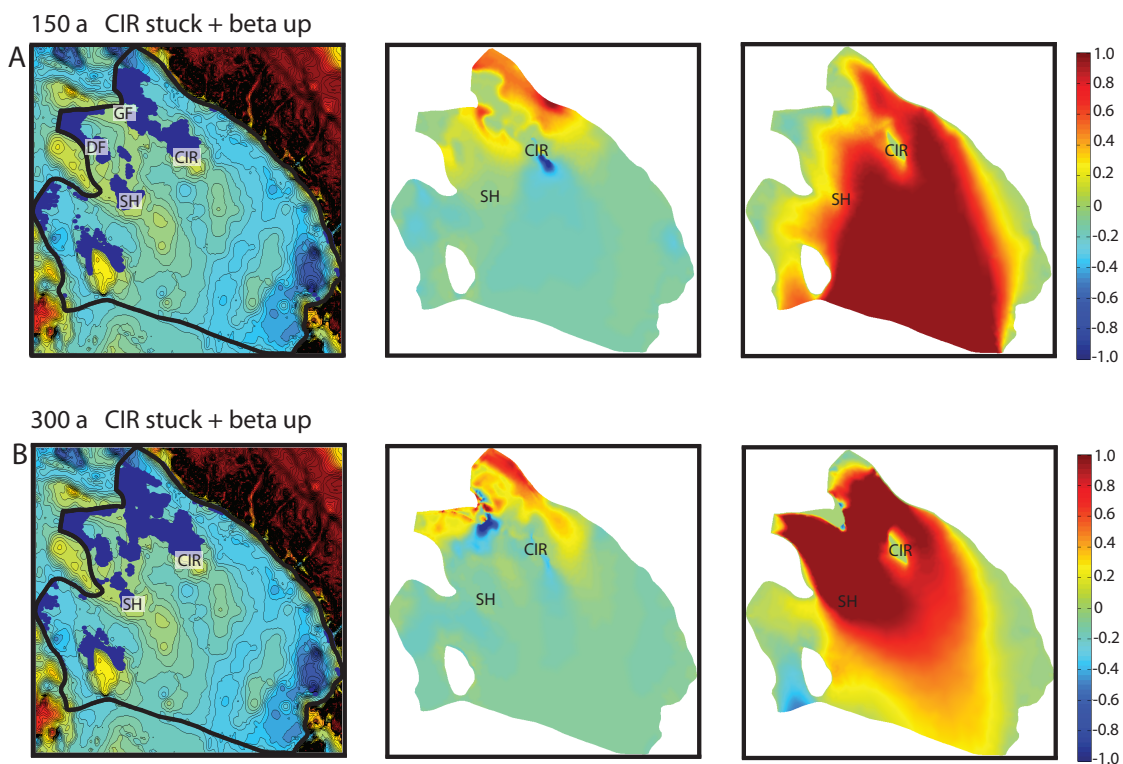 150 a CIR stuck + beta up
A
GF
DF
CIR
SH
CIR
SH
CIR
SH
1.0
0.8
0.6
0.4
0.2
0
-0.2
-0.4
-0.6
-0.8
-1.0
300 a CIR stuck + beta up
B
CIR
SH
CIR
SH
CIR
SH
1.0
0.8
0.6
0.4
0.2
0
-0.2
-0.4
-0.6
-0.8
-1.0